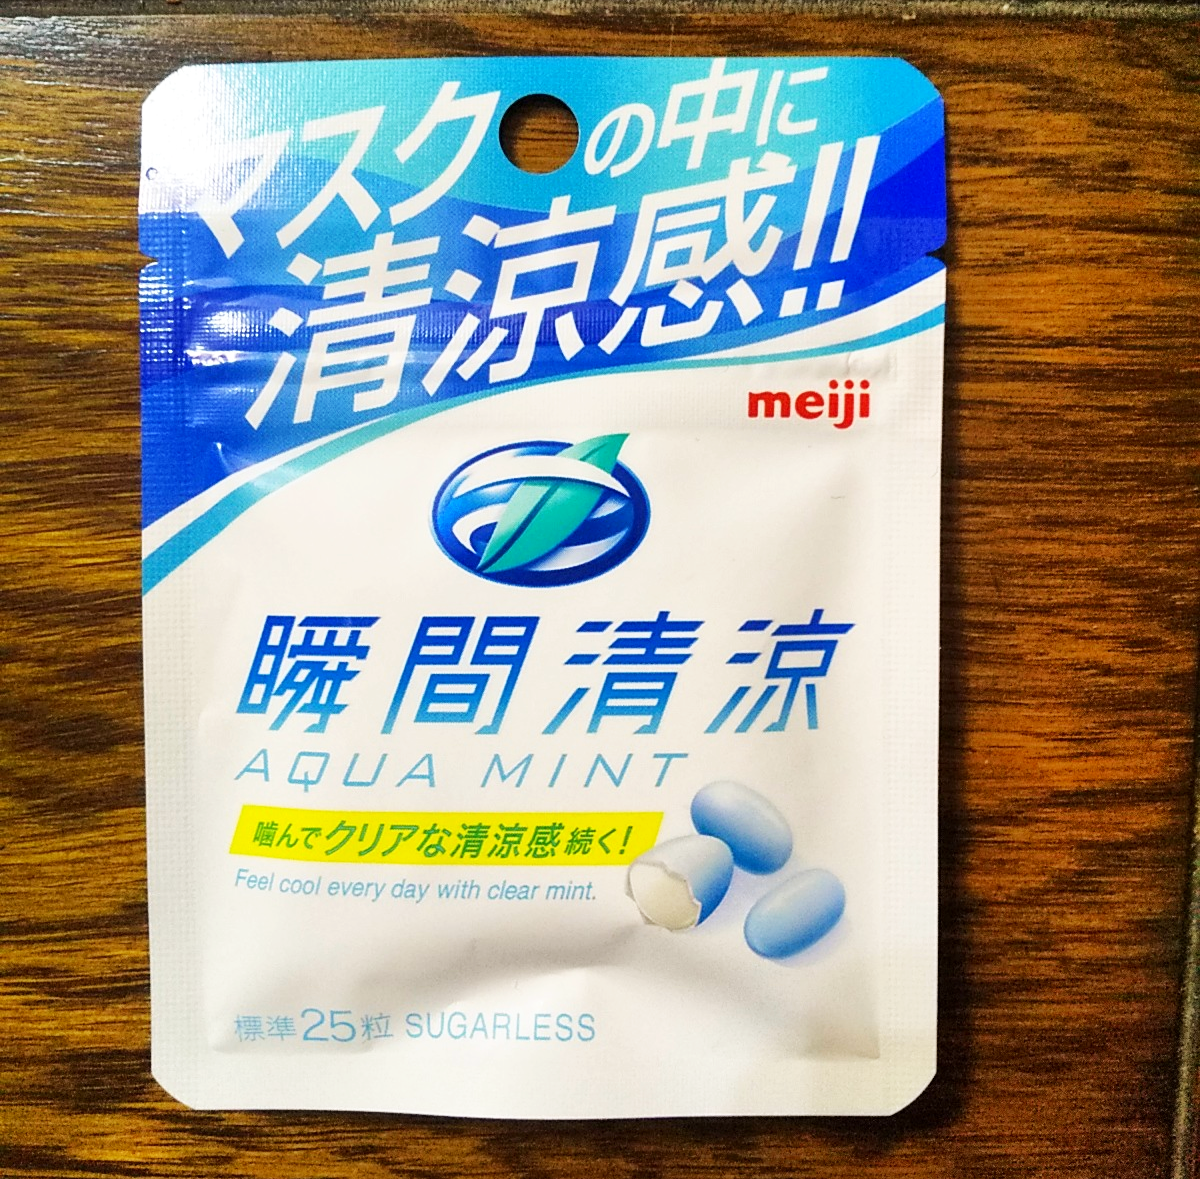 マスクの中に
清涼感!!
meiji
瞬間清涼
AQUA MINT
噛んでクリアな清涼感続く!
Feel cool every day with clear mint.
標準25粒 SUGARLESS